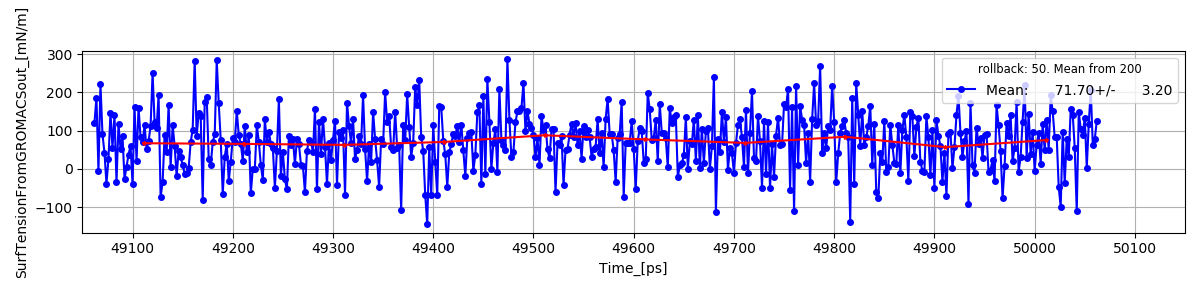 SurfTensionFromGROMACSout_[mN/m]
300
200
100
0
−100
rollback: 50. Mean from 200
Mean: 71.70+/- 3.20
49100 49200 49300 49400 49500 49600 49700 49800 49900 50000 50100
Time_[ps]